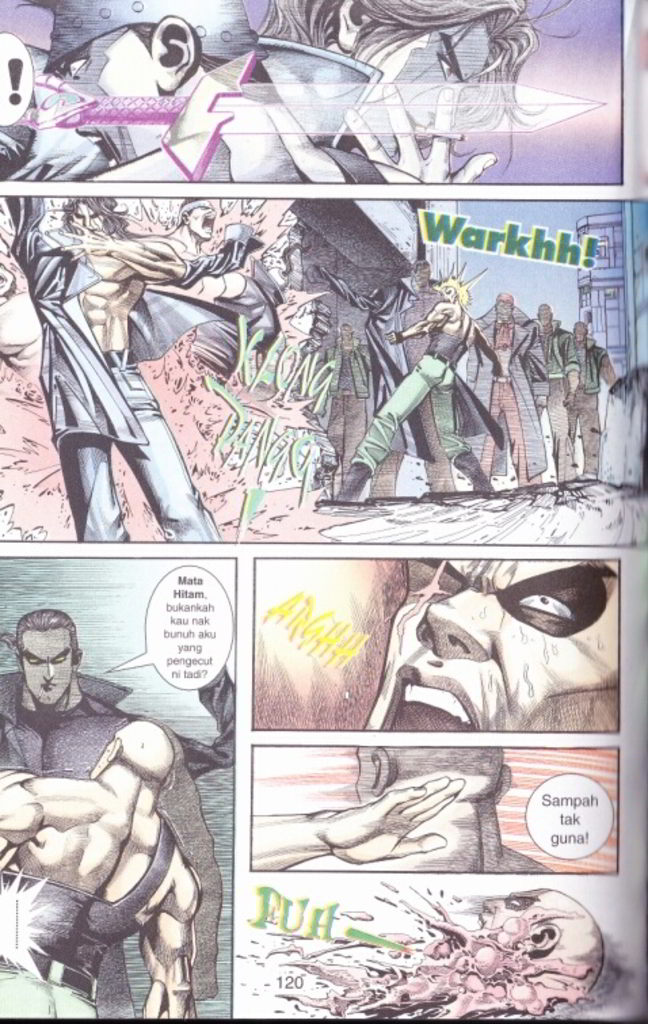 !
Warkhh!
KLONG
DANGG
!
Mata
Hitam,
bukankah
kau nak
bunuh aku
yang
pengecut
ni tadi?
ARGHH
Sampah
tak
guna!
FUH
120